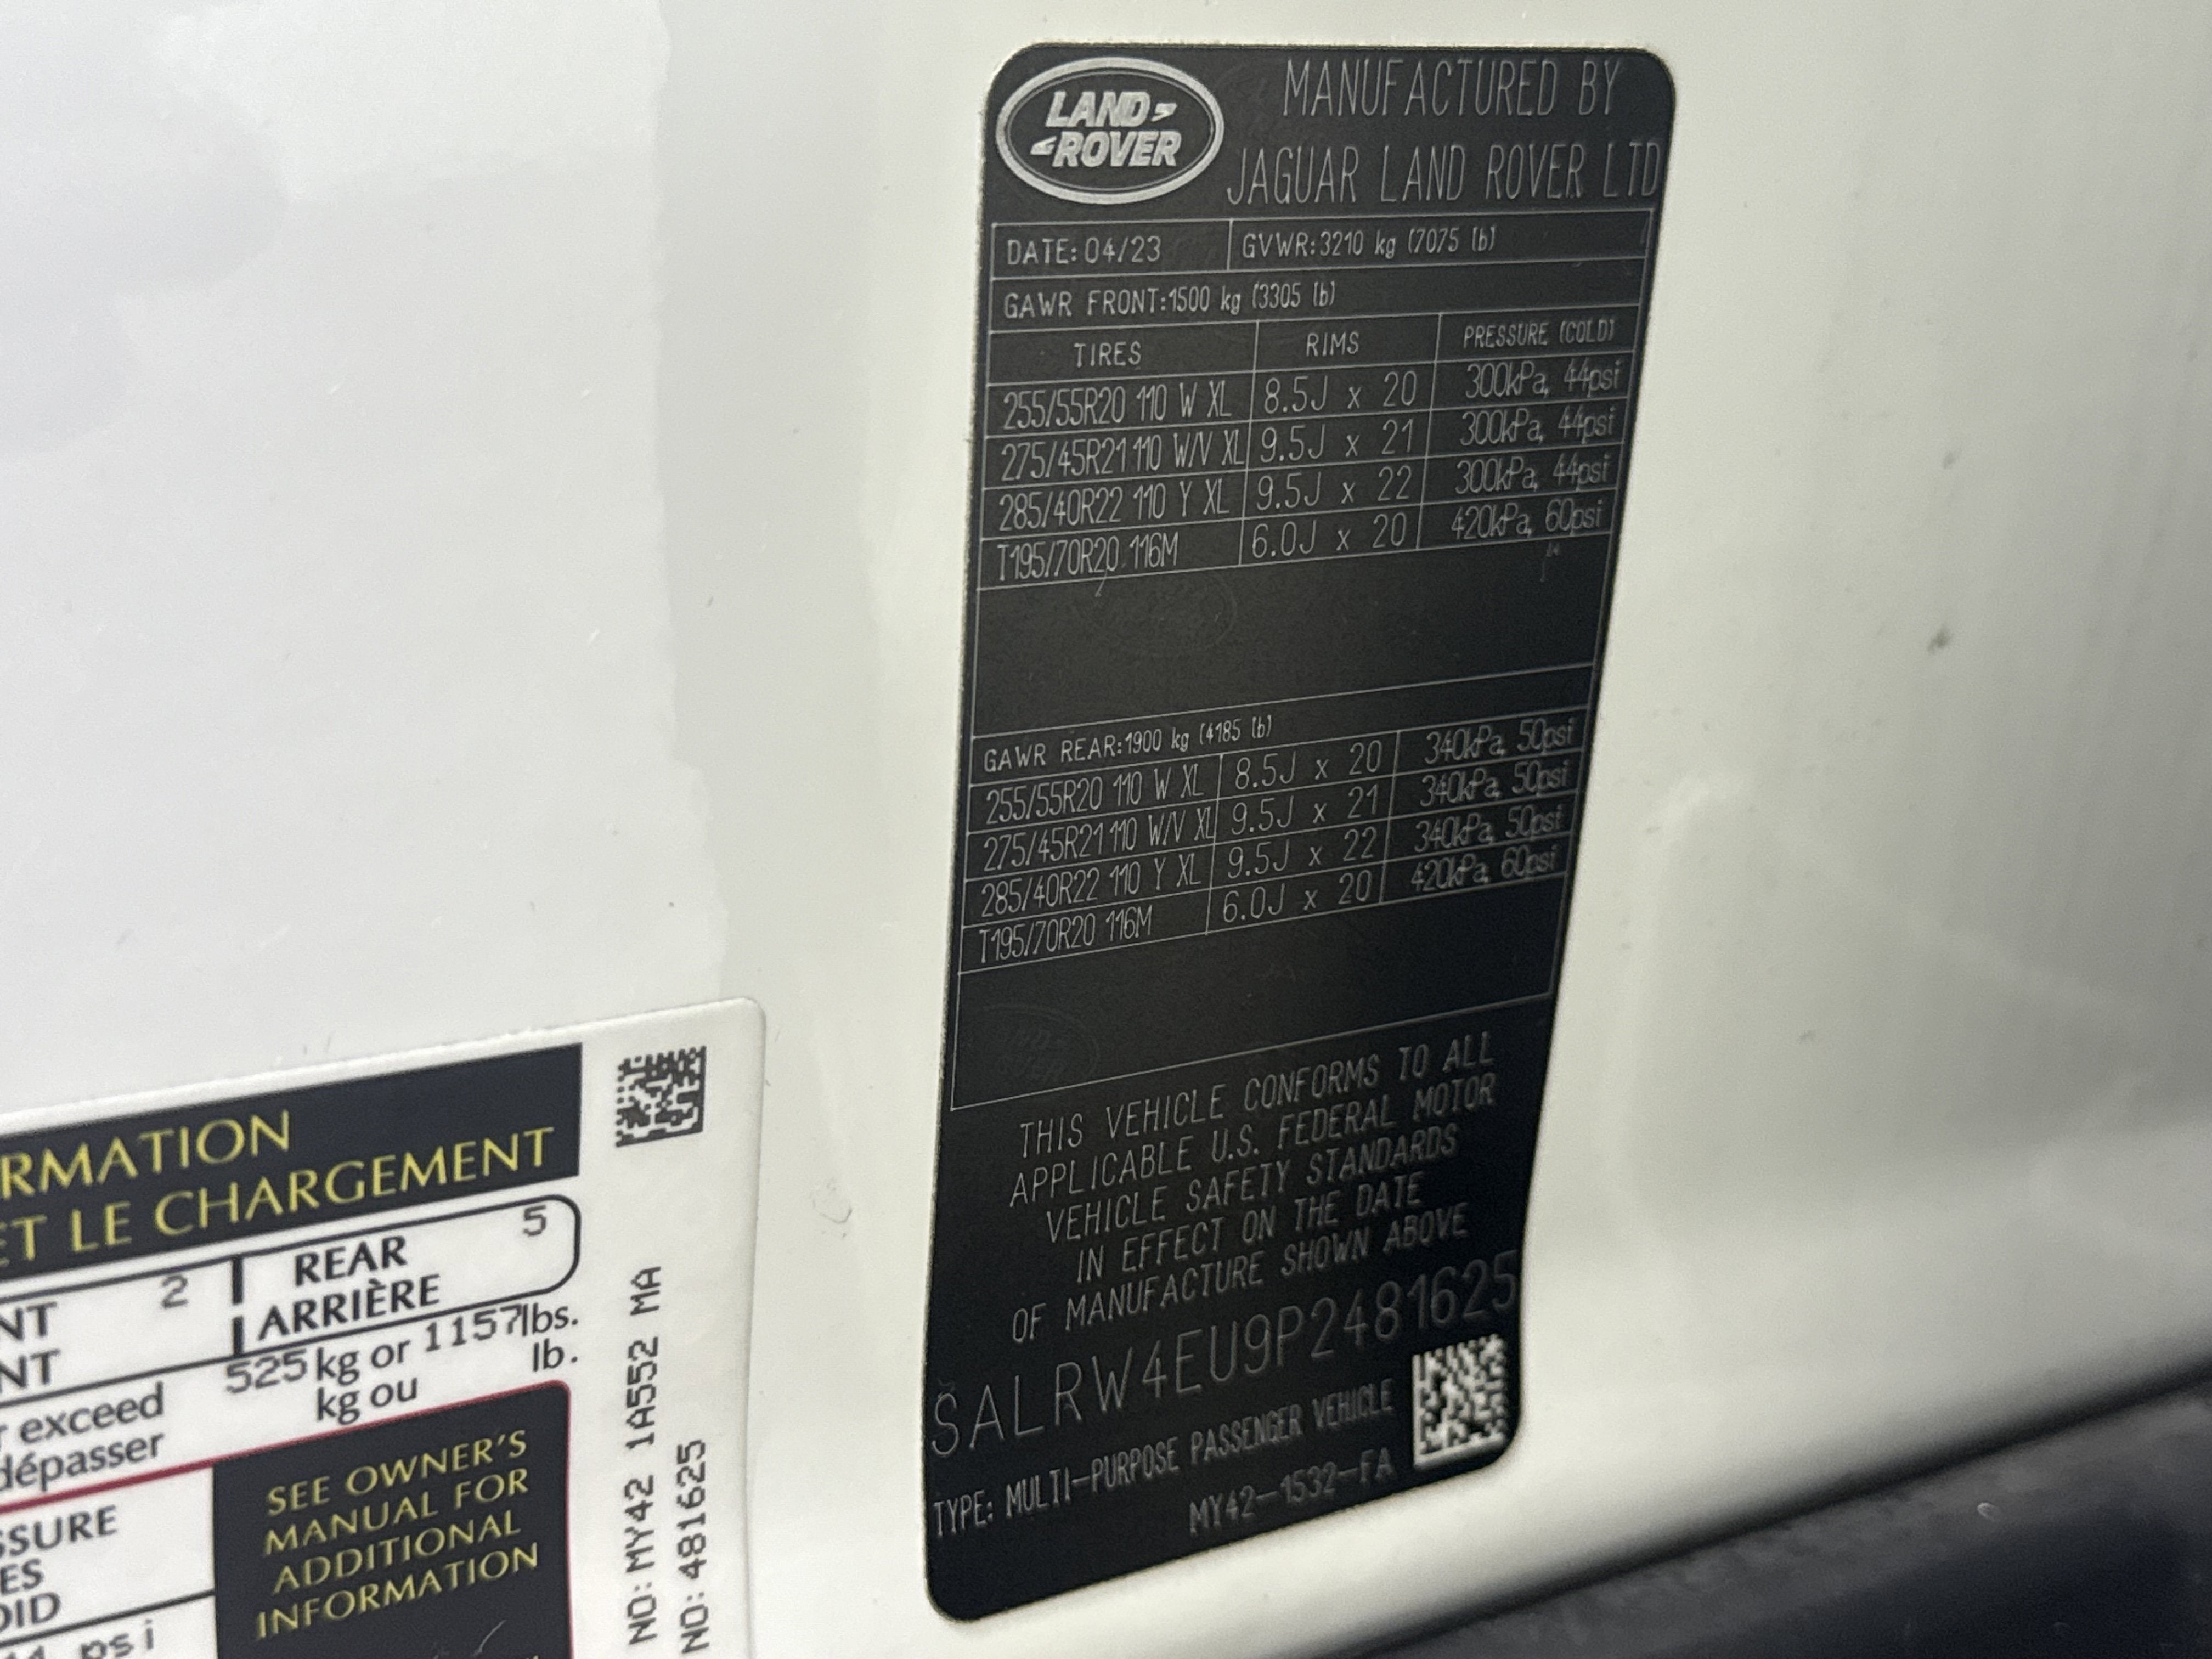 LAND
ROVER
MANUFACTURED BY
JAGUAR LAND ROVER LTD
DATE: 04/23 GVWR:3210 kg (7075 lb)
GAWR FRONT:1500 kg (3305 lb)
TIRES RIMS PRESSURE (COLD)
255/55R20 110 W XL 8.5J x 20 300kPa, 44psi
275/45R21 110 W/V XL 9.5J x 21 300kPa, 44psi
285/40R22 110 Y XL 9.5J x 22 300kPa, 44psi
T195/70R20 116M 6.0J x 20 420kPa, 60psi
GAWR REAR:1900 kg (4185 lb)
255/55R20 110 W XL 8.5J x 20 340kPa, 50psi
275/45R21 110 W/V XL 9.5J x 21 340kPa, 50psi
285/40R22 110 Y XL 9.5J x 22 340kPa, 50psi
T195/70R20 116M 6.0J x 20 420kPa, 60psi
THIS VEHICLE CONFORMS TO ALL
APPLICABLE U.S. FEDERAL MOTOR
VEHICLE SAFETY STANDARDS
IN EFFECT ON THE DATE
OF MANUFACTURE SHOWN ABOVE
SALRW4EU9P2481625
TYPE: MULTI-PURPOSE PASSENGER VEHICLE
MY42-1532-FA
RMATION
ET LE CHARGEMENT
NT 2 REAR 5
NT ARRIÈRE
r exceed 525 kg or 1157 lbs.
dépasser kg ou lb.
SSURE
ES
OID
psi
SEE OWNER'S
MANUAL FOR
ADDITIONAL
INFORMATION
NO: MY42 1A552 MA
NO: 481625